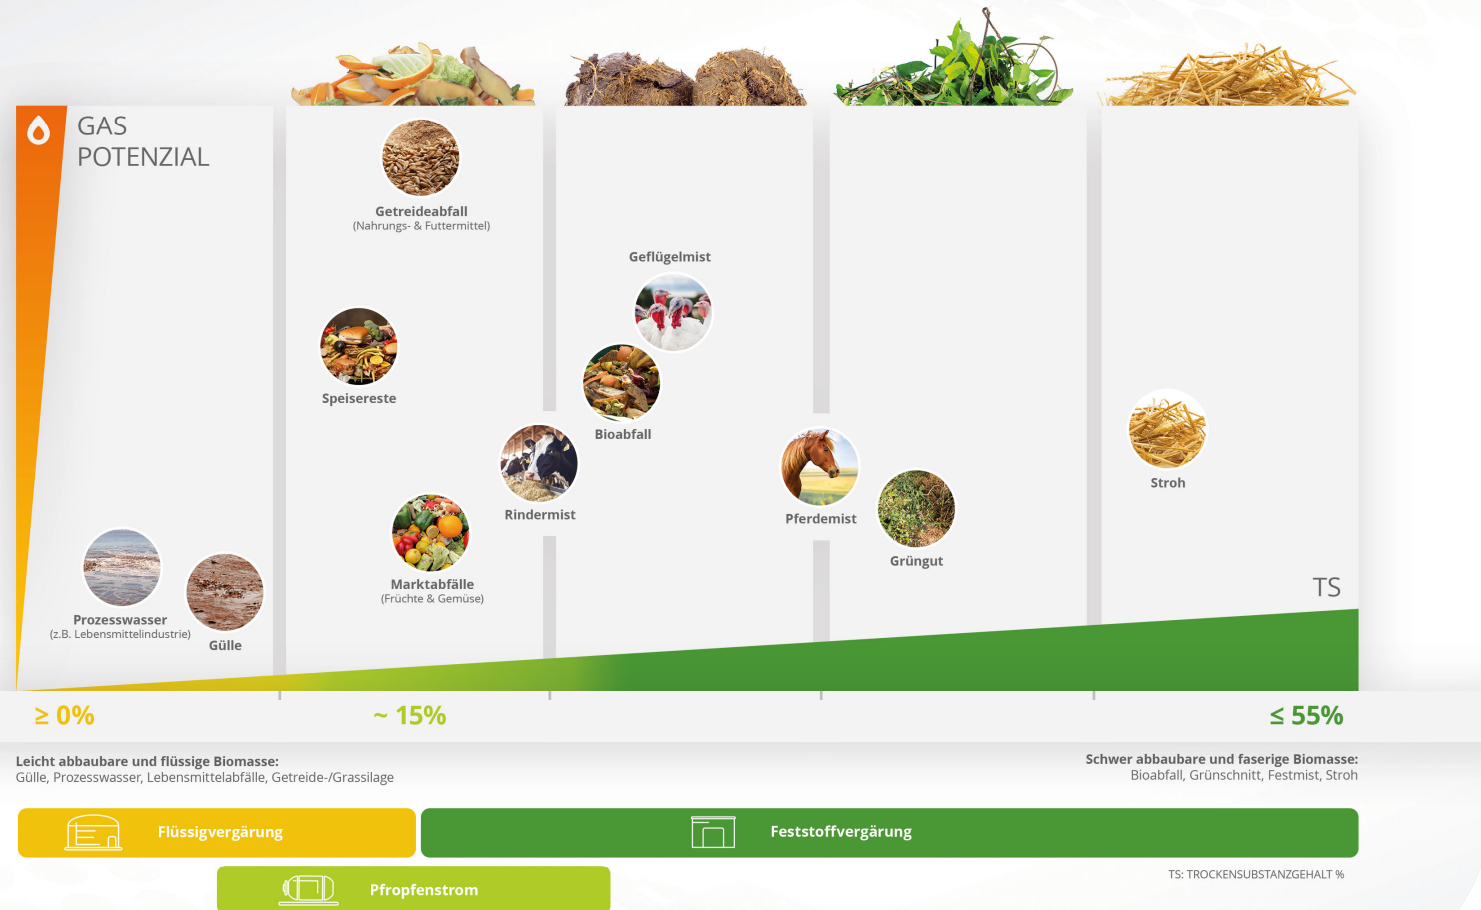 GAS
POTENZIAL
Getreideabfall
(Nahrungs- & Futtermittel)
Geflügelmist
Speisereste
Bioabfall
Stroh
Rindermist
Pferdemist
Grüngut
Marktabfälle
(Früchte & Gemüse)
TS
Prozesswasser
(z.B. Lebensmittelindustrie)
Gülle
≥ 0%
~ 15%
≤ 55%
Leicht abbaubare und flüssige Biomasse:
Gülle, Prozesswasser, Lebensmittelabfälle, Getreide-/Grassilage
Schwer abbaubare und faserige Biomasse:
Bioabfall, Grünschnitt, Festmist, Stroh
Flüssigvergärung
Feststoffvergärung
Pfropfenstrom
TS: TROCKENSUBSTANZGEHALT %